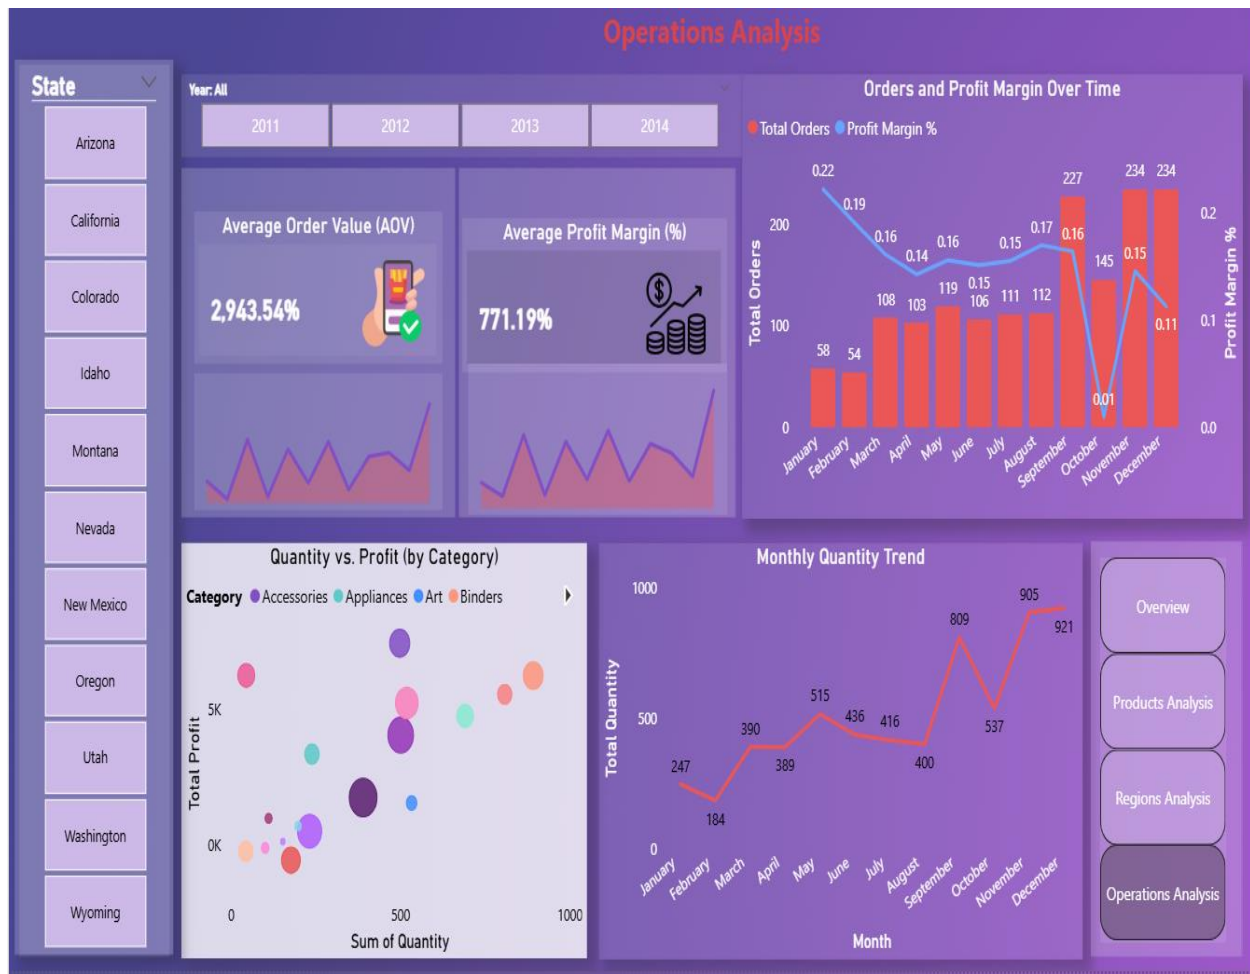 Operations Analysis
State
Arizona
California
Colorado
Idaho
Montana
Nevada
New Mexico
Oregon
Utah
Washington
Wyoming
Year: All
2011 2012 2013 2014
Average Order Value (AOV)
2,943.54%
Average Profit Margin (%)
771.19%
$
Orders and Profit Margin Over Time
Total Orders Profit Margin %
Total Orders
200
100
0
0.22 0.19 0.16 0.14 0.16 0.15 0.15 0.17 0.16 0.01 0.15 0.11
58 54 108 103 119 106 111 112 227 145 234 234
0.2
0.1
0.0
Profit Margin %
January February March April May June July August September October November December
Quantity vs. Profit (by Category)
Category Accessories Appliances Art Binders
Total Profit
5K
0K
0 500 1000
Sum of Quantity
Monthly Quantity Trend
Total Quantity
1000
500
0
247 184 390 389 515 436 416 400 809 537 905 921
January February March April May June July August September October November December
Month
Overview
Products Analysis
Regions Analysis
Operations Analysis